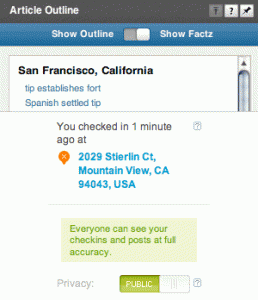 Article Outline
Show Outline Show Factz
San Francisco, California
tip establishes fort
Spanish settled tip
You checked in 1 minute
ago at
2029 Stierlin Ct,
Mountain View, CA
94043, USA
Everyone can see your
checkins and posts at full
accuracy.
Privacy: PUBLIC